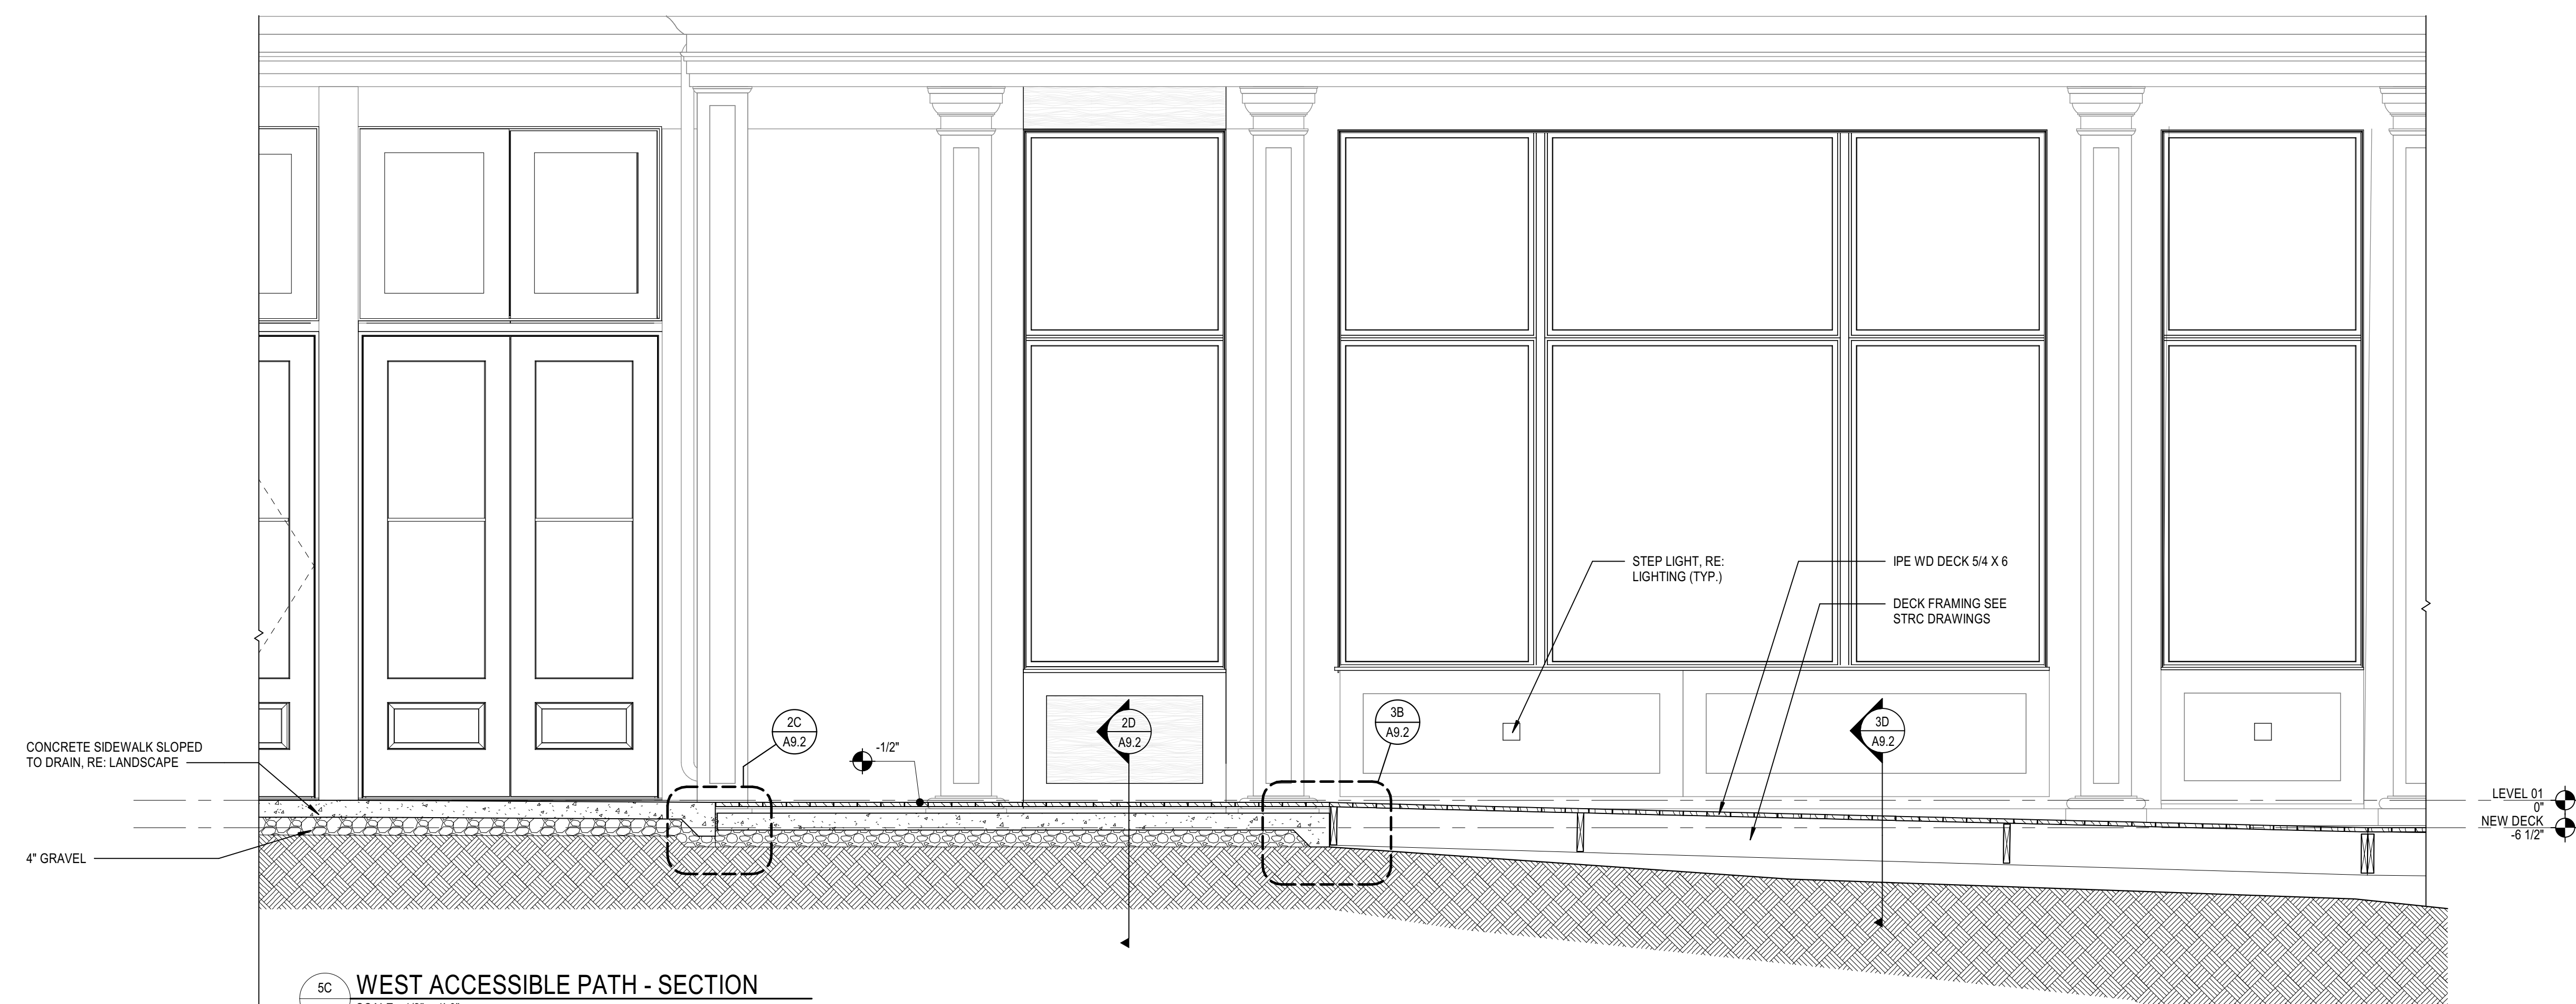 STEP LIGHT, RE:
LIGHTING (TYP.)
IPE WD DECK 5/4 X 6
DECK FRAMING SEE
STRC DRAWINGS
2C
A9.2
-1/2"
2D
A9.2
3B
A9.2
3D
A9.2
CONCRETE SIDEWALK SLOPED
TO DRAIN, RE: LANDSCAPE
4" GRAVEL
LEVEL 01
0"
NEW DECK
-6 1/2"
5C
WEST ACCESSIBLE PATH - SECTION